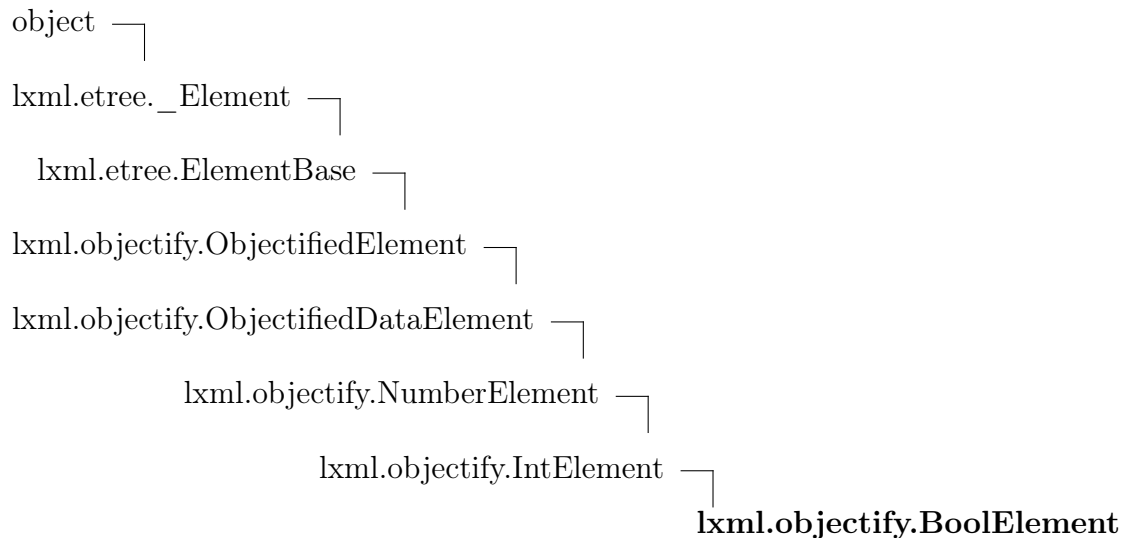 object
lxml.etree._Element
lxml.etree.ElementBase
lxml.objectify.ObjectifiedElement
lxml.objectify.ObjectifiedDataElement
lxml.objectify.NumberElement
lxml.objectify.IntElement
lxml.objectify.BoolElement